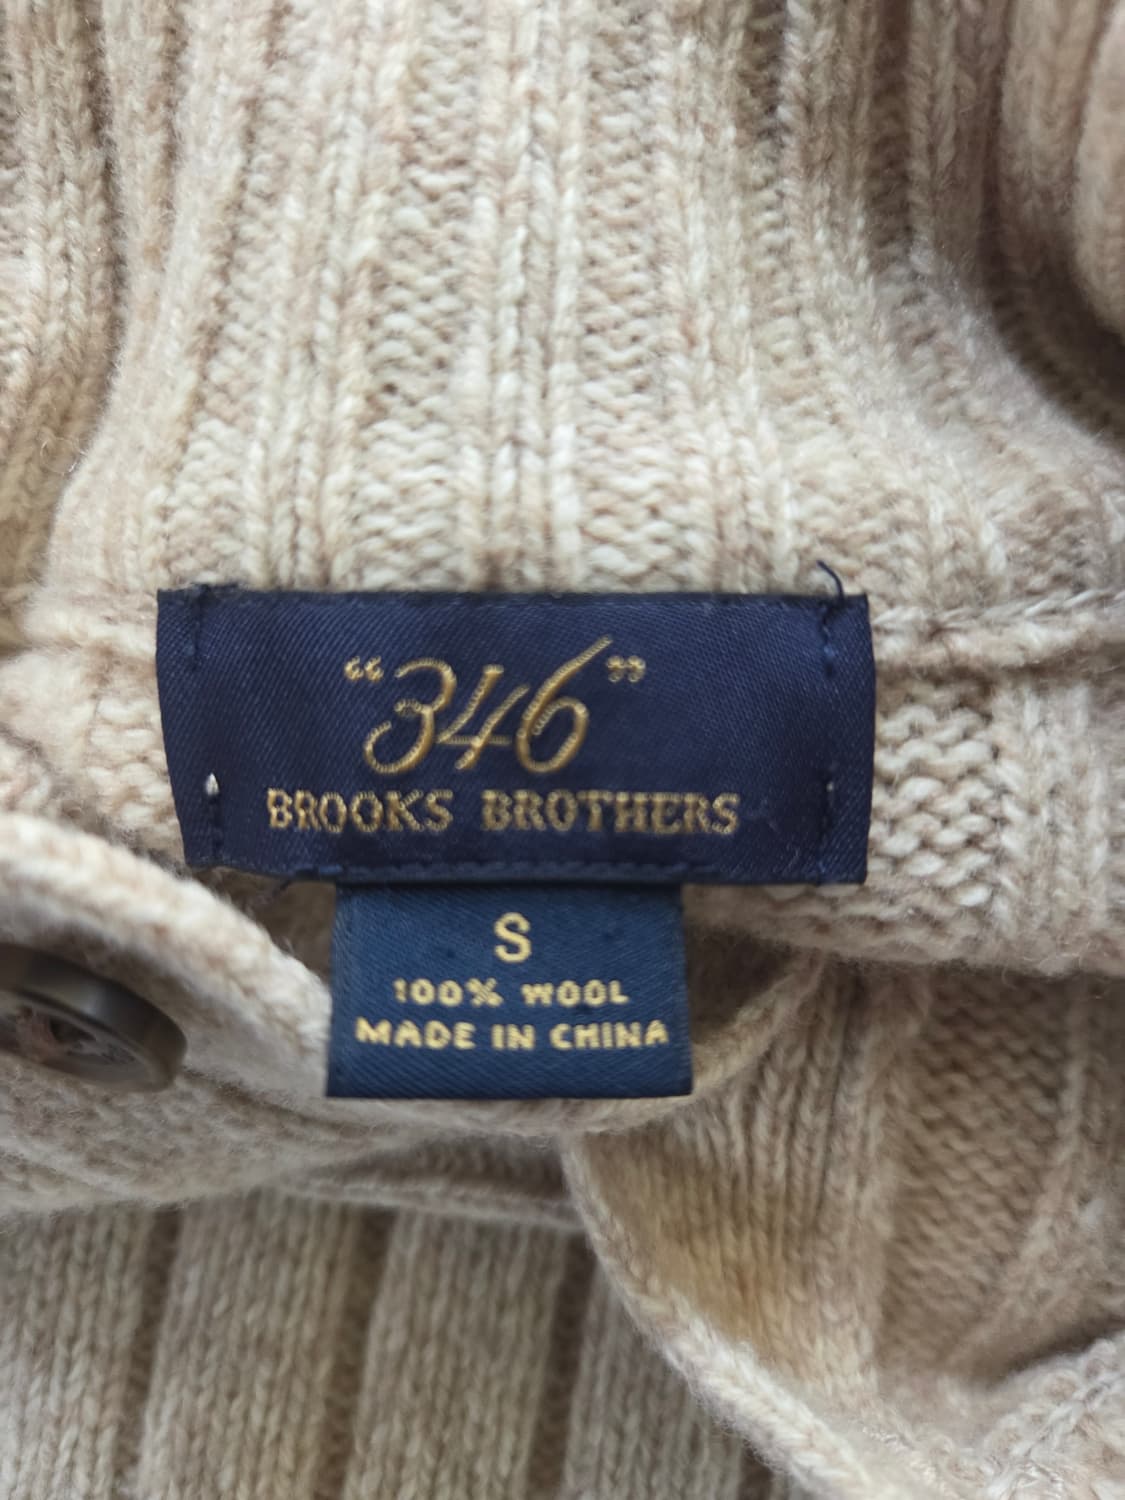 “346”
BROOKS BROTHERS
S
100% WOOL
MADE IN CHINA